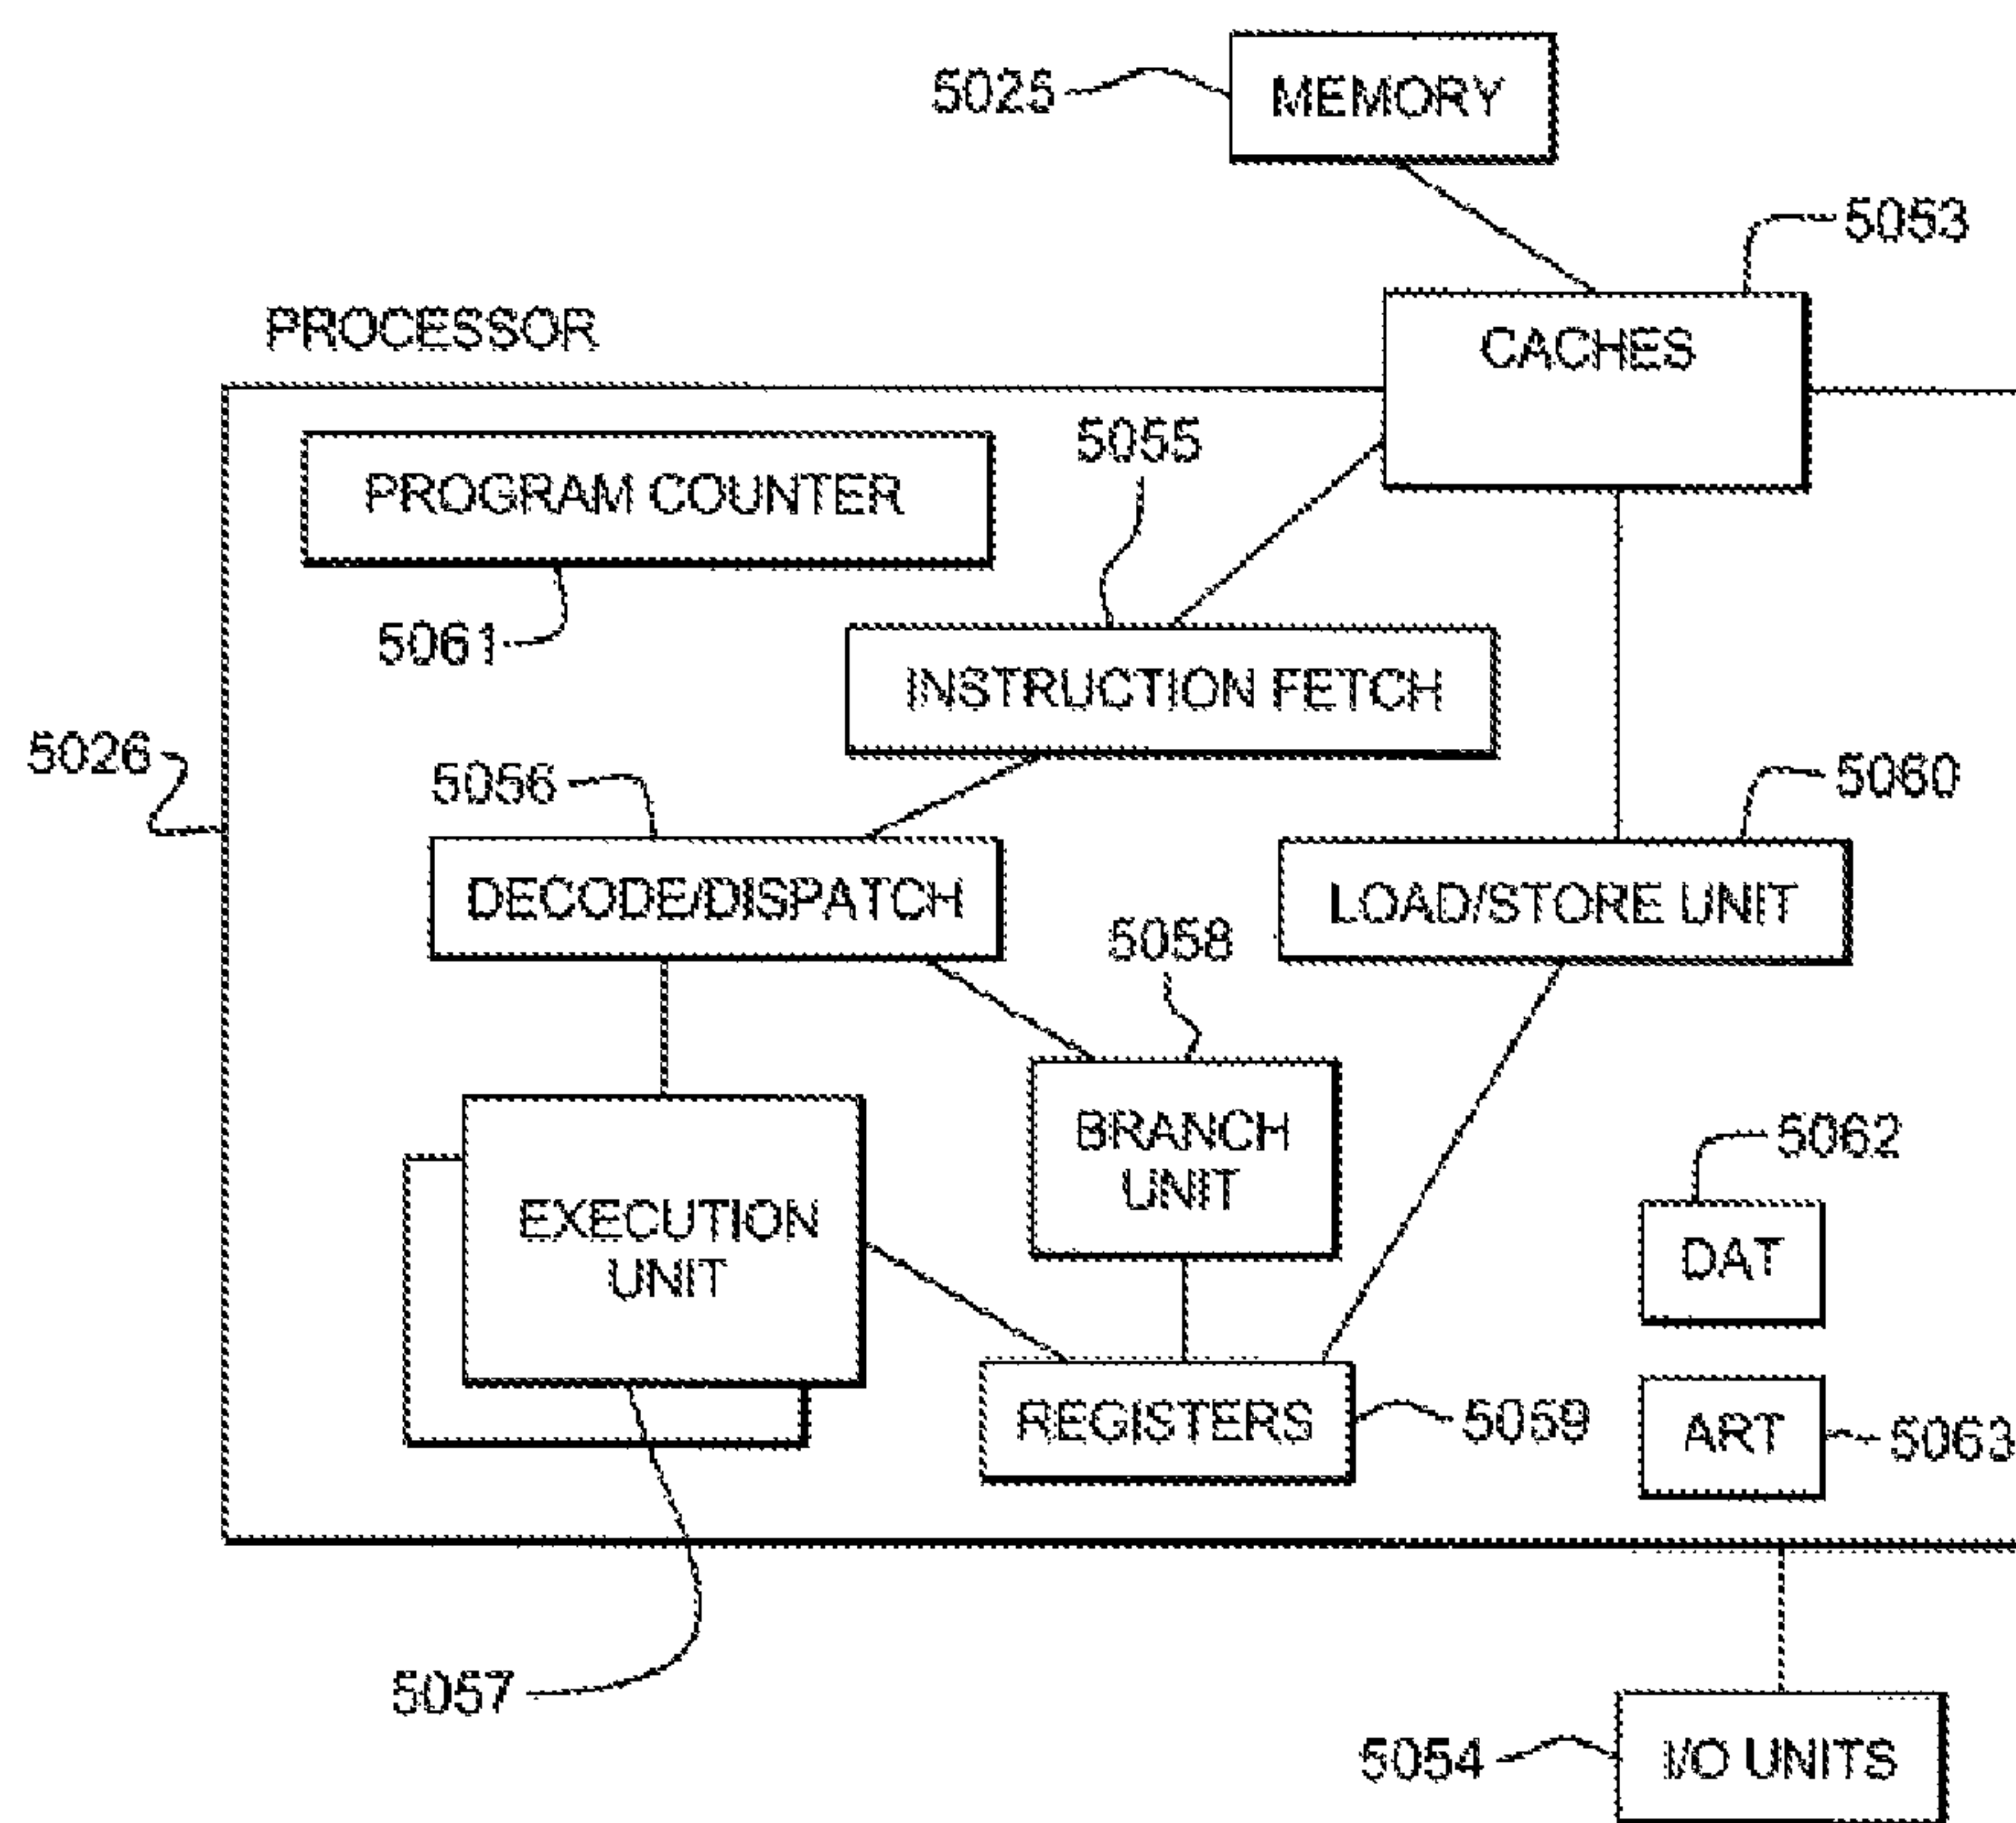 MEMORY
5025
5053
CACHES
PROCESSOR
PROGRAM COUNTER
5055
5061
INSTRUCTION FETCH
5026
5056
5060
DECODE/DISPATCH
LOAD/STORE UNIT
5058
BRANCH
UNIT
5062
EXECUTION
UNIT
DAT
REGISTERS
5059
ART
5063
5057
5054
I/O UNITS